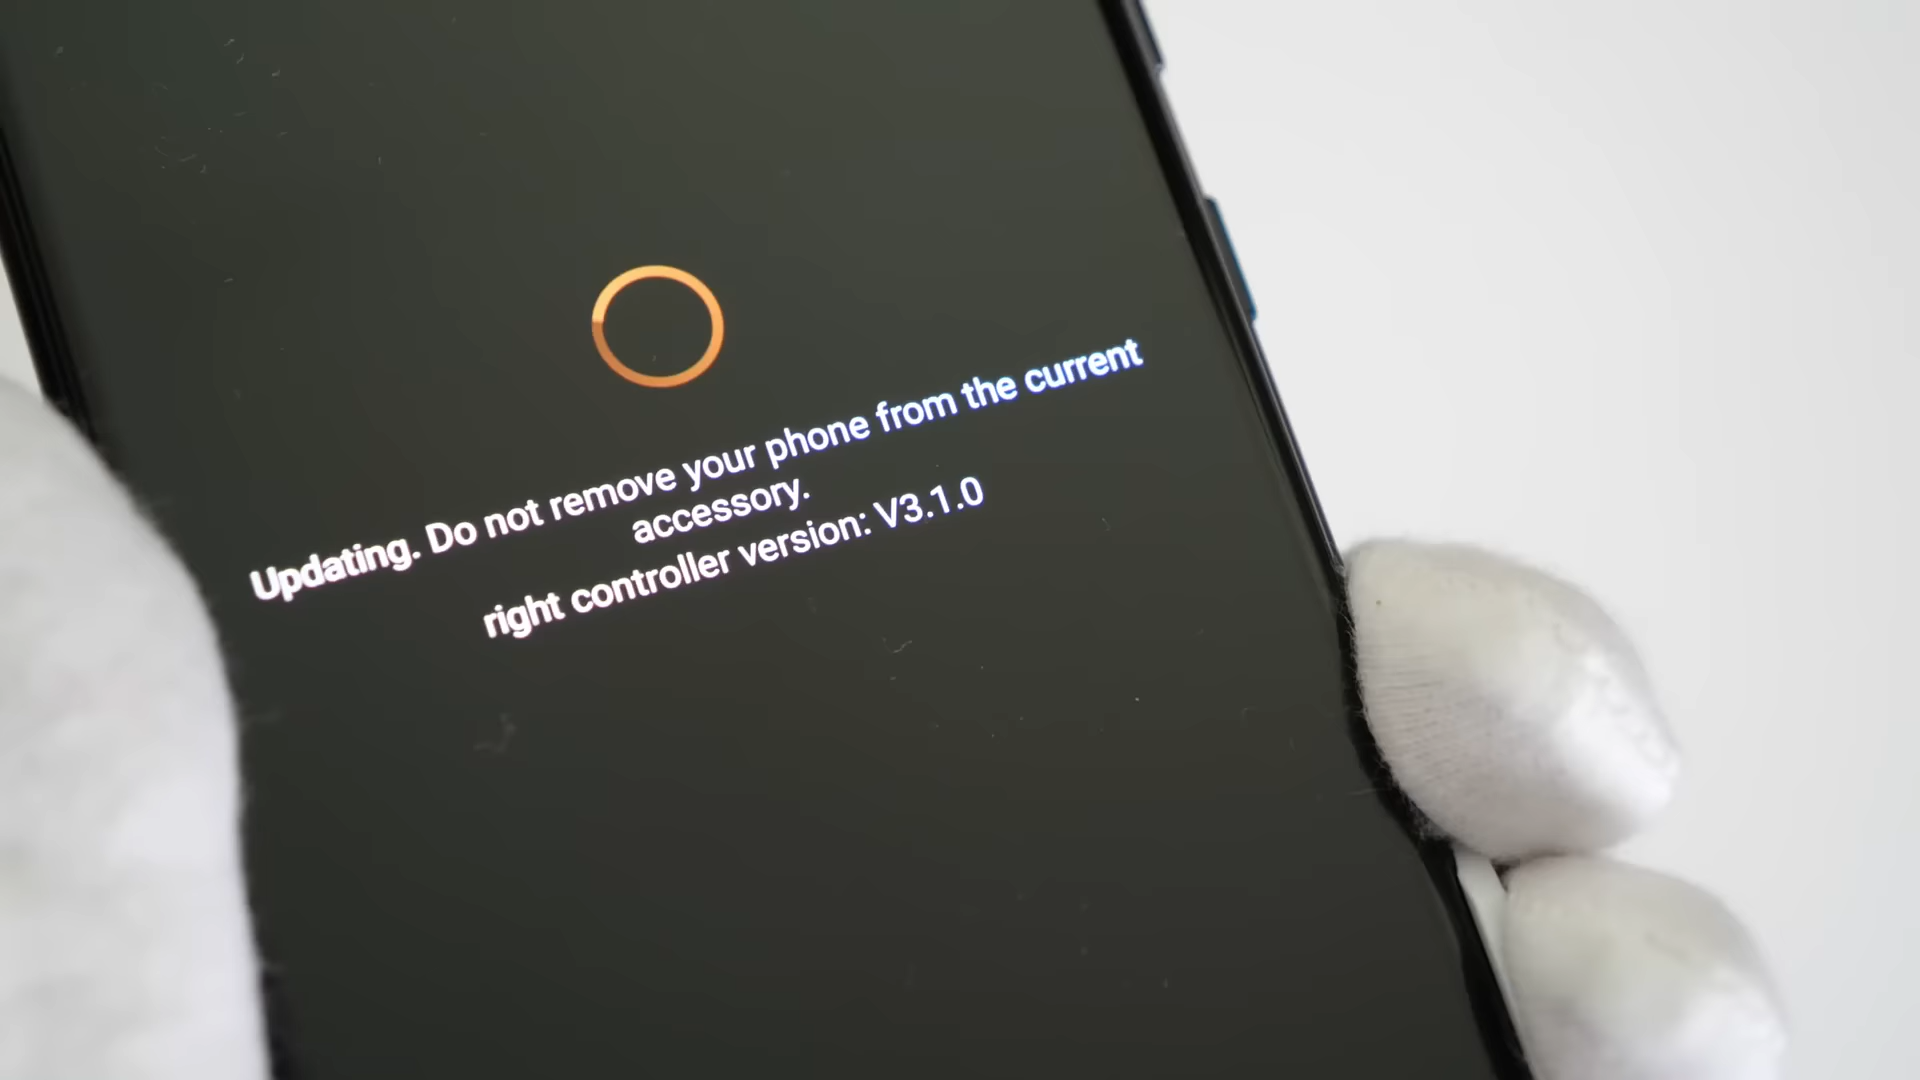 Updating. Do not remove your phone from the current
accessory.
right controller version: V3.1.0